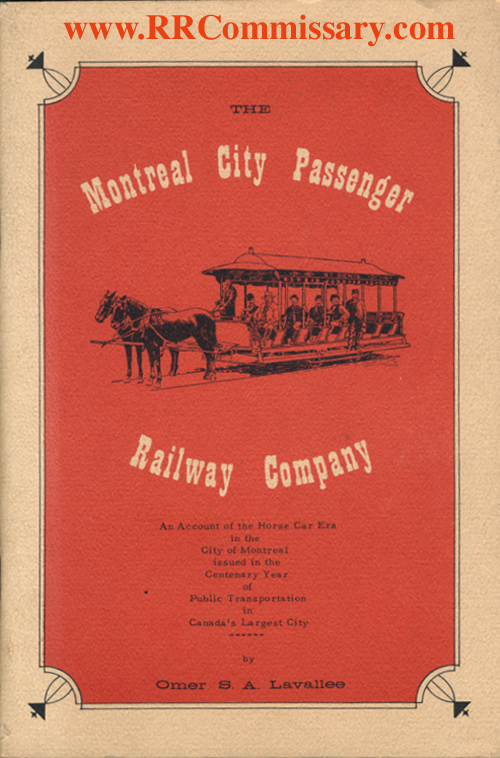 www.RRCommissary.com
THE
Montreal City Passenger
Railway Company
An Account of the Horse Car Era
in the
City of Montreal
issued in the
Centenary Year
of
Public Transportation
in
Canada's Largest City
------
by
Omer S. A. Lavallee